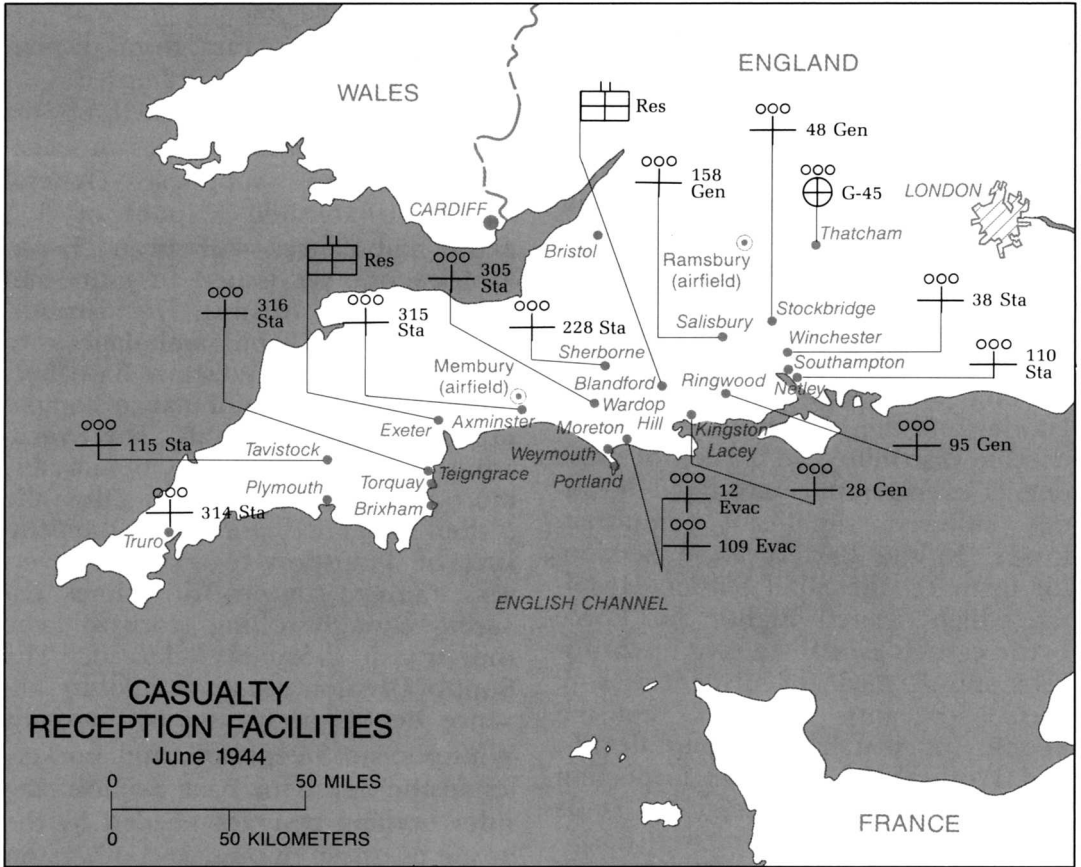 WALES
ENGLAND
Res
48 Gen
158
Gen
G-45
LONDON
CARDIFF
Bristol
Thatcham
Ramsbury
(airfield)
Res
305
Sta
316
Sta
315
Sta
228 Sta
38 Sta
Salisbury
Stockbridge
Winchester
Southampton
110
Sta
Sherborne
Membury
(airfield)
Blandford
Ringwood
Netley
Wardop
Hill
Exeter
Axminster
Moreton
Kingston
Lacey
95 Gen
115 Sta
Tavistock
Weymouth
Portland
Teigngrace
Torquay
Plymouth
Brixham
12
Evac
28 Gen
314 Sta
Truro
109 Evac
ENGLISH CHANNEL
CASUALTY
RECEPTION FACILITIES
June 1944
0 50 MILES
0 50 KILOMETERS
FRANCE